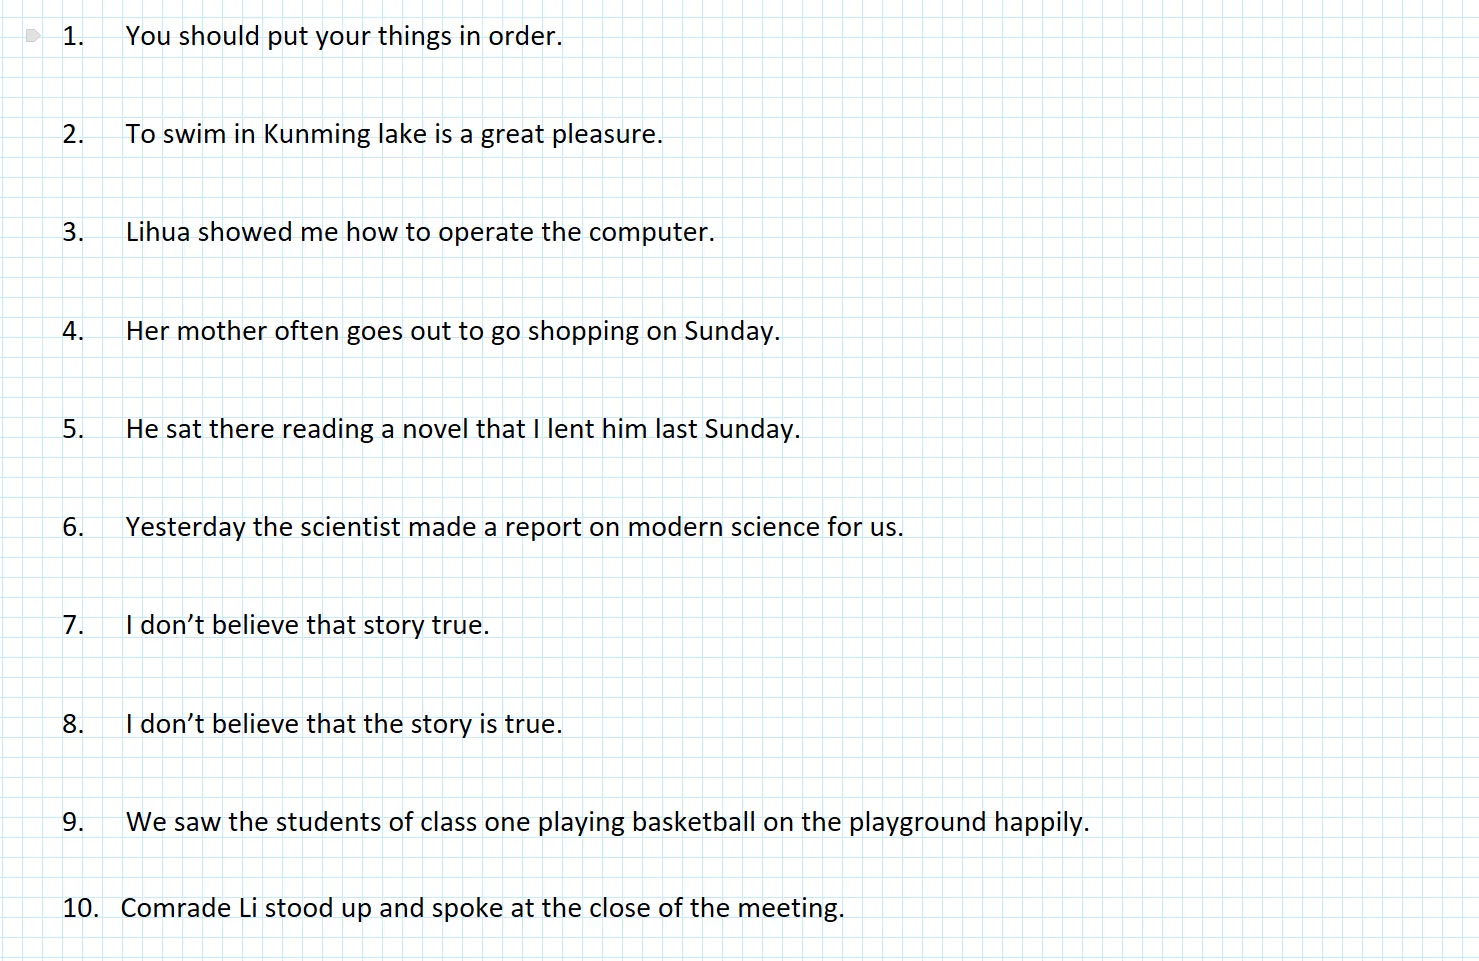 1. You should put your things in order.
2. To swim in Kunming lake is a great pleasure.
3. Lihua showed me how to operate the computer.
4. Her mother often goes out to go shopping on Sunday.
5. He sat there reading a novel that I lent him last Sunday.
6. Yesterday the scientist made a report on modern science for us.
7. I don’t believe that story true.
8. I don’t believe that the story is true.
9. We saw the students of class one playing basketball on the playground happily.
10. Comrade Li stood up and spoke at the close of the meeting.